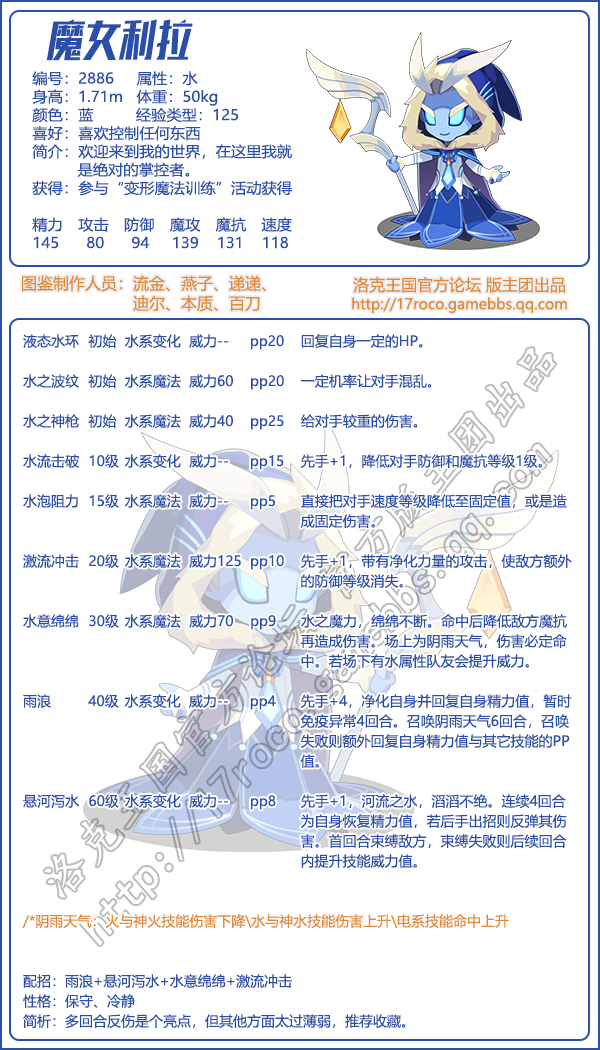 魔女利拉
编号：2886 属性：水
身高：1.71m 体重：50kg
颜色：蓝 经验类型：125
喜好：喜欢控制任何东西
简介：欢迎来到我的世界，在这里我就
是绝对的掌控者。
获得：参与“变形魔法训练”活动获得
精力 攻击 防御 魔攻 魔抗 速度
145 80 94 139 131 118
图鉴制作人员：流金、燕子、递递、
迪尔、本质、百刀
洛克王国官方论坛 版主团出品
http://17roco.gamebbs.qq.com
液态水环 初始 水系变化 威力-- pp20 回复自身一定的HP。
水之波纹 初始 水系魔法 威力60 pp20 一定机率让对手混乱。
水之神枪 初始 水系魔法 威力40 pp25 给对手较重的伤害。
水流击破 10级 水系变化 威力-- pp15 先手+1，降低对手防御和魔抗等级1级。
水泡阻力 15级 水系魔法 威力-- pp5 直接把对手速度等级降低至固定值，或是造
成固定伤害。
激流冲击 20级 水系魔法 威力125 pp10 先手+1，带有净化力量的攻击，使敌方额外
的防御等级消失。
水意绵绵 30级 水系魔法 威力70 pp9 水之魔力，绵绵不断。命中后降低敌方魔抗
再造成伤害。场上为阴雨天气，伤害必定命
中。若场下有水属性队友会提升威力。
雨浪 40级 水系变化 威力-- pp4 先手+4，净化自身并回复自身精力值，暂时
免疫异常4回合。召唤阴雨天气6回合，召唤
失败则额外回复自身精力值与其它技能的PP
值。
悬河泻水 60级 水系变化 威力-- pp8 先手+1，河流之水，滔滔不绝。连续4回合
为自身恢复精力值，若后手出招则反弹其伤
害。首回合束缚敌方，束缚失败则后续回合
内提升技能威力值。
洛克王国官方论坛 官方版主团出品
http://17roco.gamebbs.qq.com
/*阴雨天气：火与神火技能伤害下降\水与神水技能伤害上升\电系技能命中上升
配招：雨浪+悬河泻水+水意绵绵+激流冲击
性格：保守、冷静
简析：多回合反伤是个亮点，但其他方面太过薄弱，推荐收藏。